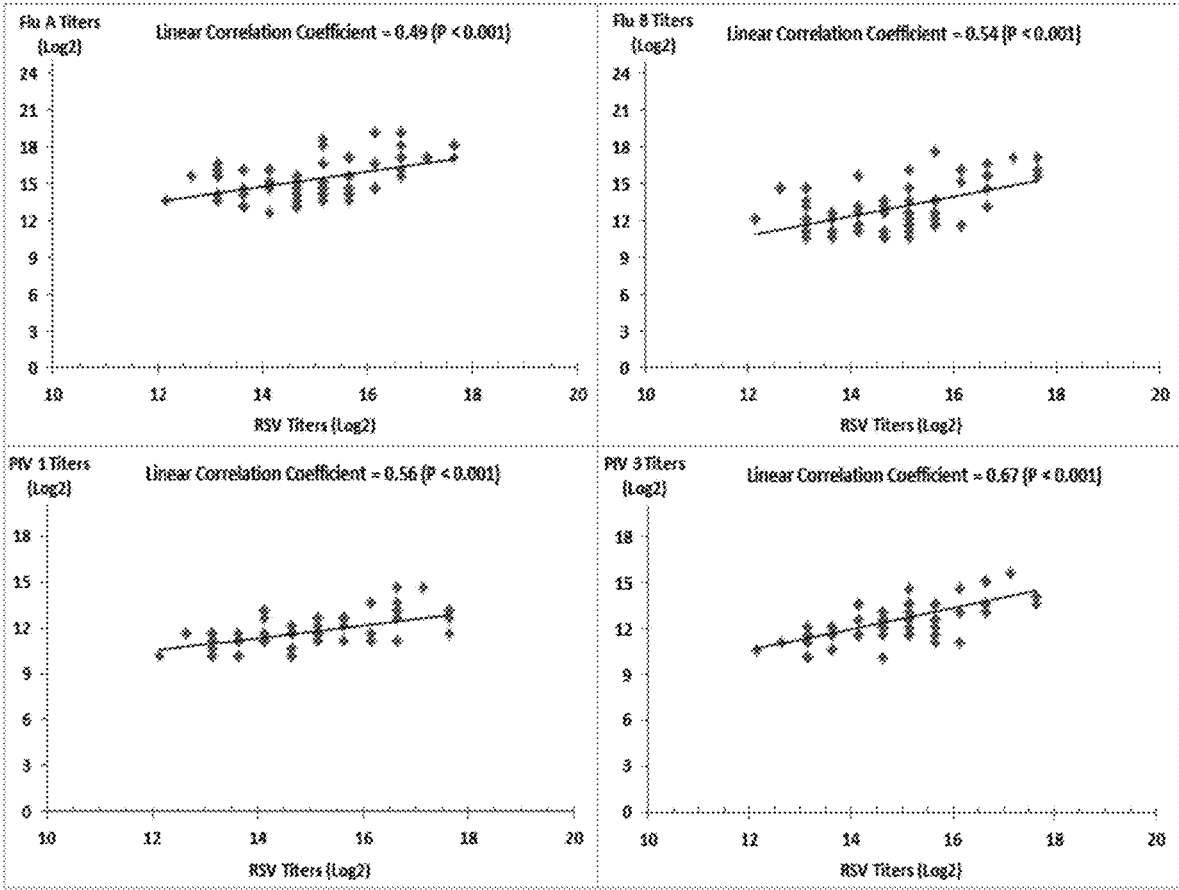 Flu A Titers
(Log2)
Linear Correlation Coefficient = 0.49 (P < 0.001)
24
21
18
15
12
9
6
3
0
10 12 14 16 18 20
RSV Titers (Log2)
Flu B Titers
(Log2)
Linear Correlation Coefficient = 0.54 (P < 0.001)
24
21
18
15
12
9
6
3
0
10 12 14 16 18 20
RSV Titers (Log2)
PIV 1 Titers
(Log2)
Linear Correlation Coefficient = 0.56 (P < 0.001)
18
15
12
9
6
3
0
10 12 14 16 18 20
RSV Titers (Log2)
PIV 3 Titers
(Log2)
Linear Correlation Coefficient = 0.67 (P < 0.001)
18
15
12
9
6
3
0
10 12 14 16 18 20
RSV Titers (Log2)